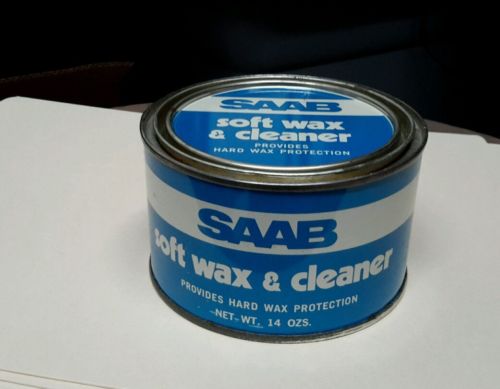 SAAB
soft wax
& cleaner
PROVIDES
HARD WAX PROTECTION
SAAB
soft wax & cleaner
PROVIDES HARD WAX PROTECTION
NET WT. 14 OZS.